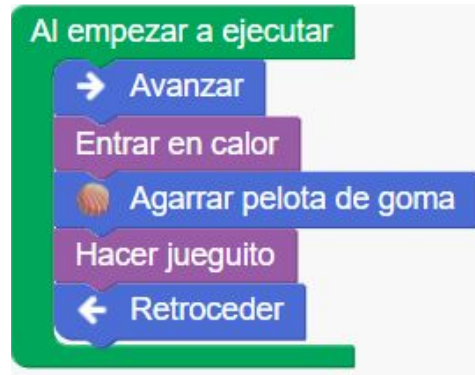 Al empezar a ejecutar
Avanzar
Entrar en calor
Agarrar pelota de goma
Hacer jueguito
Retroceder